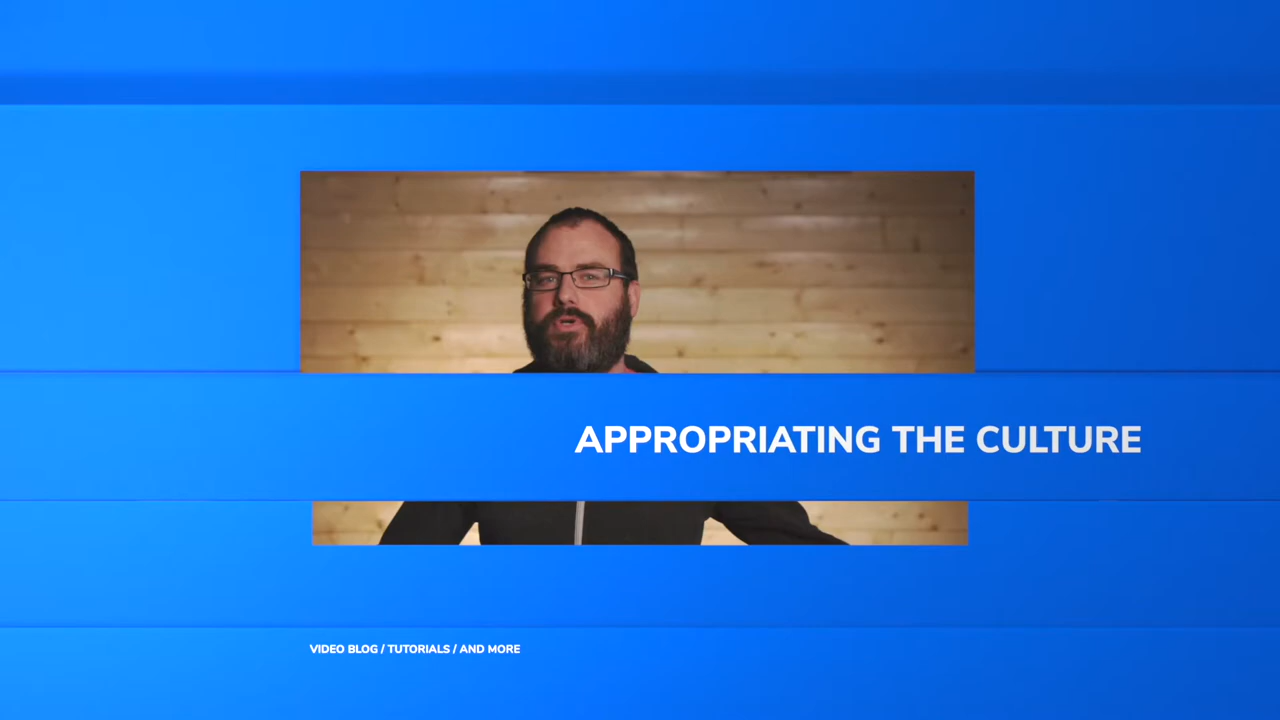 APPROPRIATING THE CULTURE
VIDEO BLOG / TUTORIALS / AND MORE